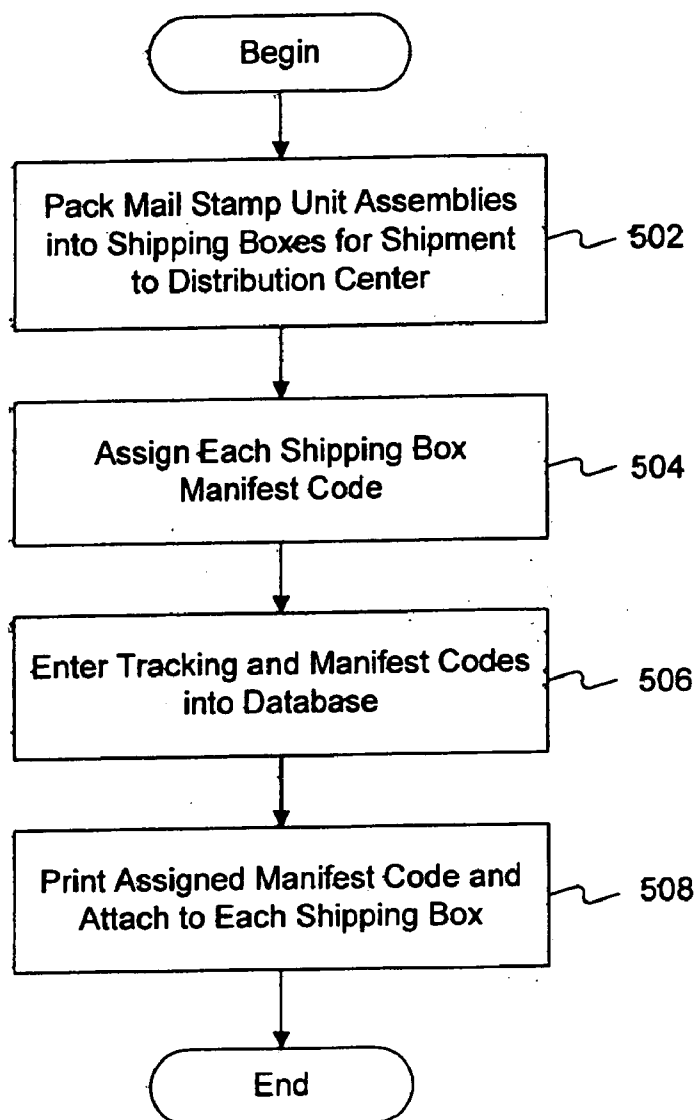 Begin
Pack Mail Stamp Unit Assemblies
into Shipping Boxes for Shipment
to Distribution Center
502
Assign Each Shipping Box
Manifest Code
504
Enter Tracking and Manifest Codes
into Database
506
Print Assigned Manifest Code and
Attach to Each Shipping Box
508
End